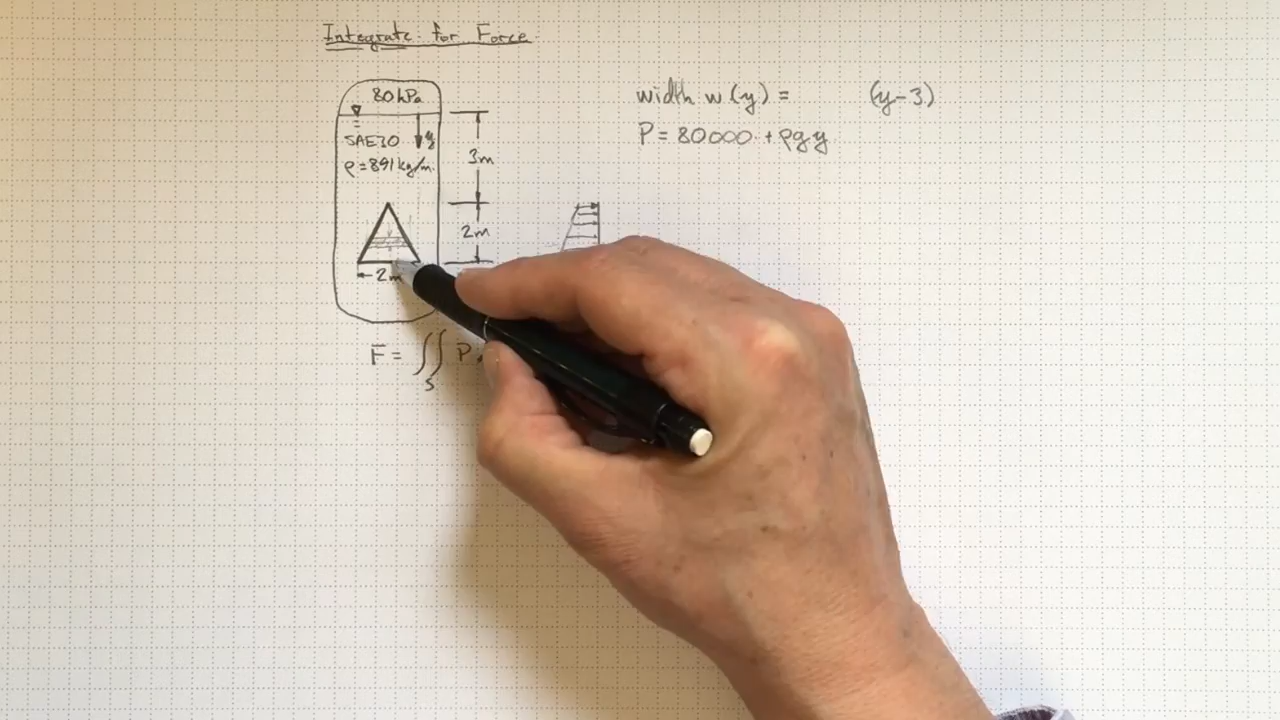 Integrate for Force
80 kPa
SAE30
y
ρ=891 kg/m
3m
2m
2m
F = ∬ P
S
width w(y) = (y-3)
P = 80000 + ρgy